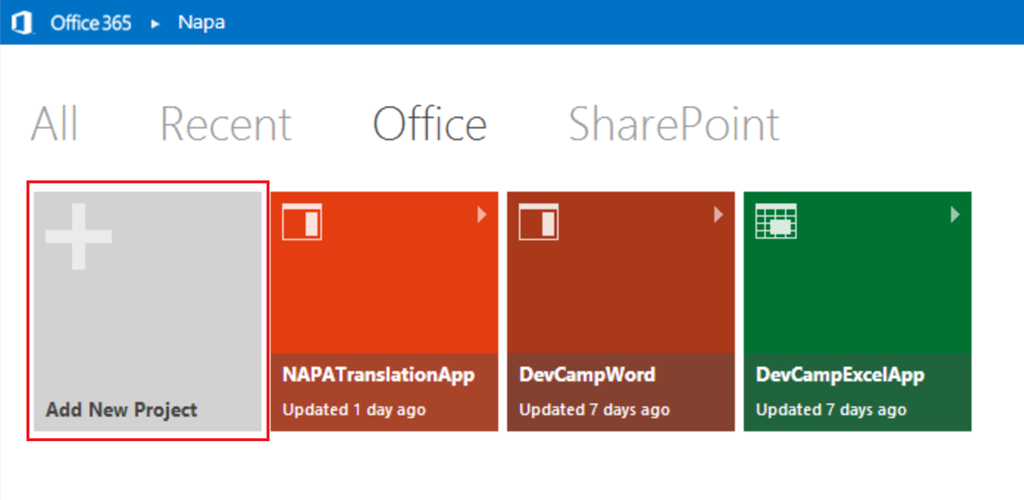 Office 365 ▸ Napa
All Recent Office SharePoint
Add New Project
NAPATranslationApp
Updated 1 day ago
DevCampWord
Updated 7 days ago
DevCampExcelApp
Updated 7 days ago